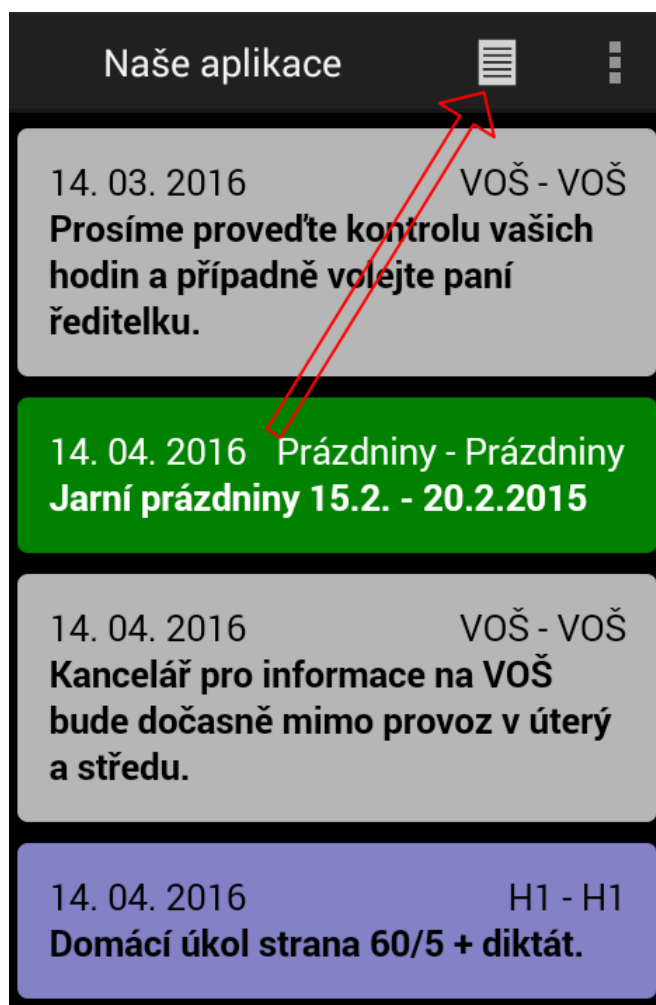 Naše aplikace
14. 03. 2016 VOŠ - VOŠ
Prosíme proveďte kontrolu vašich
hodin a případně volejte paní
ředitelku.
14. 04. 2016 Prázdniny - Prázdniny
Jarní prázdniny 15.2. - 20.2.2015
14. 04. 2016 VOŠ - VOŠ
Kancelář pro informace na VOŠ
bude dočasně mimo provoz v úterý
a středu.
14. 04. 2016 H1 - H1
Domácí úkol strana 60/5 + diktát.